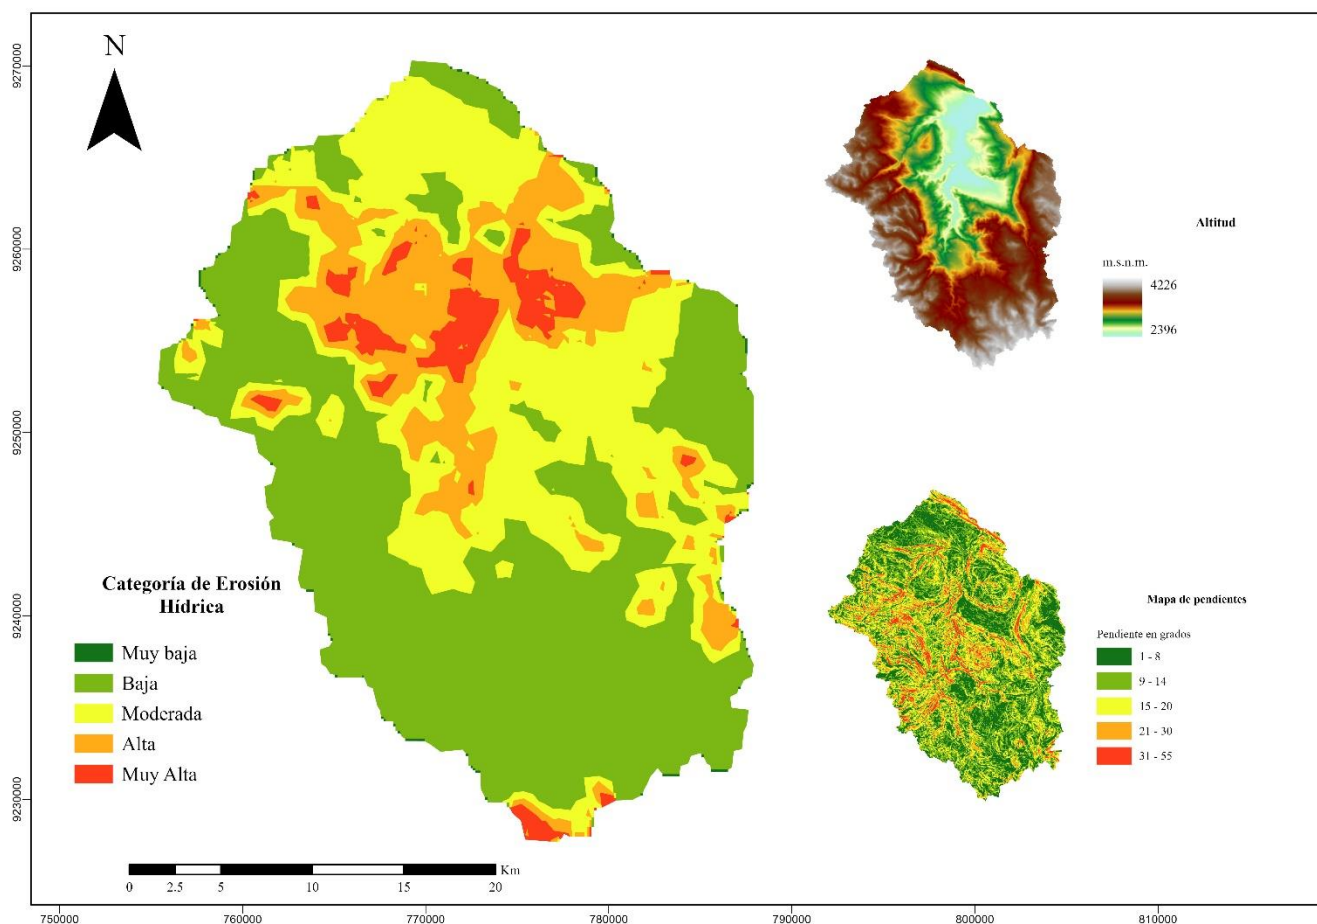 N
9270000
9260000
9250000
9240000
9230000
Categoría de Erosión
Hídrica
Muy baja
Baja
Moderada
Alta
Muy Alta
Km
0 2.5 5 10 15 20
750000 760000 770000 780000 790000 800000 810000
Altitud
m.s.n.m.
4226
2396
Mapa de pendientes
Pendiente en grados
1 - 8
9 - 14
15 - 20
21 - 30
31 - 55